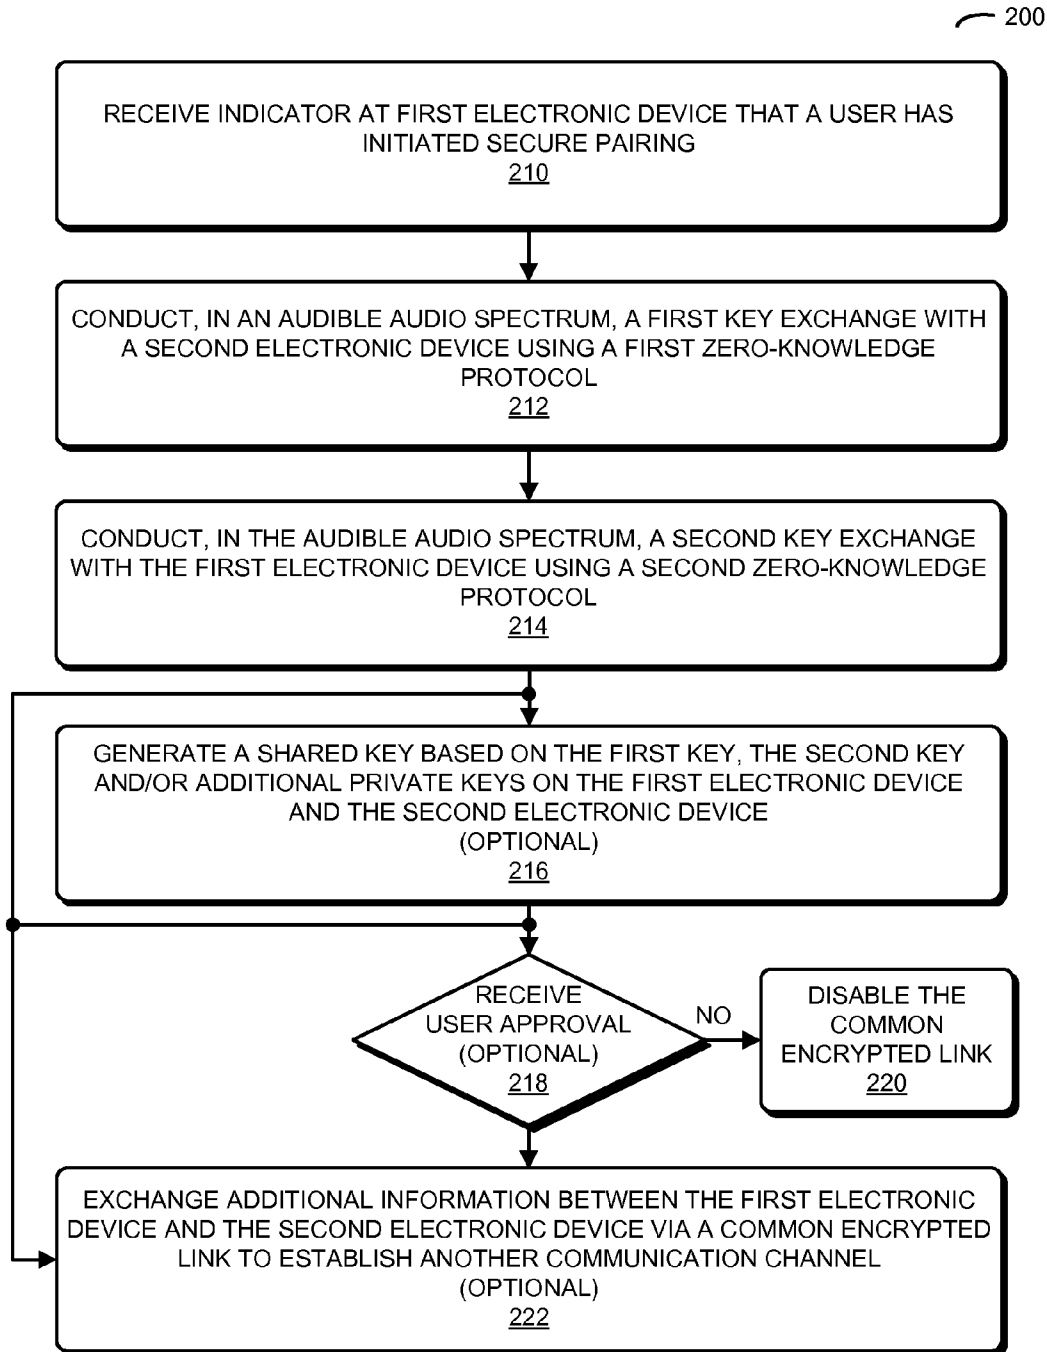 200
RECEIVE INDICATOR AT FIRST ELECTRONIC DEVICE THAT A USER HAS
INITIATED SECURE PAIRING
210
CONDUCT, IN AN AUDIBLE AUDIO SPECTRUM, A FIRST KEY EXCHANGE WITH
A SECOND ELECTRONIC DEVICE USING A FIRST ZERO-KNOWLEDGE
PROTOCOL
212
CONDUCT, IN THE AUDIBLE AUDIO SPECTRUM, A SECOND KEY EXCHANGE
WITH THE FIRST ELECTRONIC DEVICE USING A SECOND ZERO-KNOWLEDGE
PROTOCOL
214
GENERATE A SHARED KEY BASED ON THE FIRST KEY, THE SECOND KEY
AND/OR ADDITIONAL PRIVATE KEYS ON THE FIRST ELECTRONIC DEVICE
AND THE SECOND ELECTRONIC DEVICE
(OPTIONAL)
216
RECEIVE
USER APPROVAL
(OPTIONAL)
218
NO
DISABLE THE
COMMON
ENCRYPTED LINK
220
EXCHANGE ADDITIONAL INFORMATION BETWEEN THE FIRST ELECTRONIC
DEVICE AND THE SECOND ELECTRONIC DEVICE VIA A COMMON ENCRYPTED
LINK TO ESTABLISH ANOTHER COMMUNICATION CHANNEL
(OPTIONAL)
222